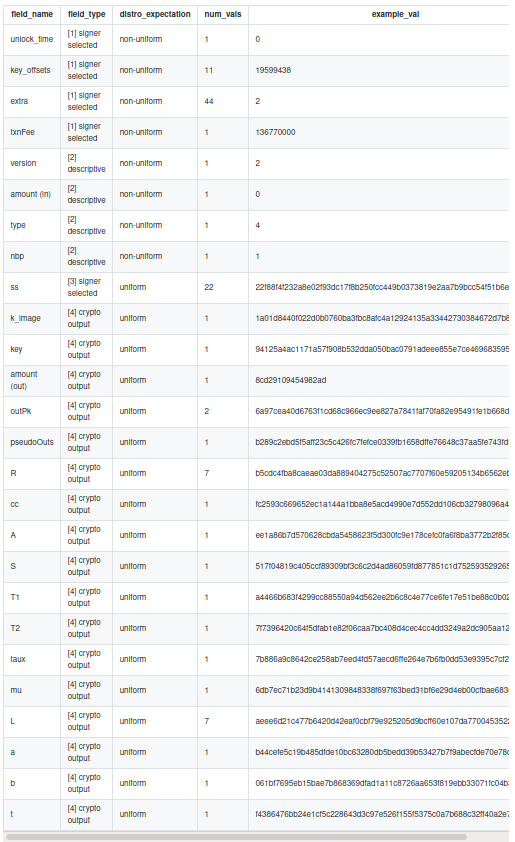 field_name field_type distro_expectation num_vals example_val
unlock_time [1] signer selected non-uniform 1 0
key_offsets [1] signer selected non-uniform 11 19599438
extra [1] signer selected non-uniform 44 2
txnFee [1] signer selected non-uniform 1 136770000
version [2] descriptive non-uniform 1 2
amount (in) [2] descriptive non-uniform 1 0
type [2] descriptive non-uniform 1 4
nbp [2] descriptive non-uniform 1 1
ss [3] signer selected uniform 22 22f88f4f232a8e02f93dc17f8b250fcc449b0373819e2aa7b9bcc54f51b6e
k_image [4] crypto output uniform 1 1a01d8440f022d0b0760ba3fbc8afc4a12924135a33442730384672d7b8
key [4] crypto output uniform 1 94125a4ac1171a57f908b532dda050bac0791adeee855e7ce469683595
amount (out) [4] crypto output uniform 1 8cd29109454982ad
outPk [4] crypto output uniform 2 6a97cea40d6763f1cd68c966ec9ee827a7841faf70fa82e95491fe1b668d
pseudoOuts [4] crypto output uniform 1 b289c2ebd5f5aff23c5c426fc7fefce0339fb1658dffe76648c37aa5fe743fd
R [4] crypto output uniform 7 b5cdc4fba8caeae03da889404275c52507ac7707f60e59205134b6562eb
cc [4] crypto output uniform 1 fc2593c669652ec1a144a1bba8e5acd4990e7d552dd106cb32798096a4
A [4] crypto output uniform 1 ee1a86b7d570628cbda5458623f5d300fc9e178cefc0fa6f8ba3772b2f85c
S [4] crypto output uniform 1 517f04819c405ccf89309bf3c6c2d4ad86059fd877851c1d752593529265
T1 [4] crypto output uniform 1 a4466b683f4299cc88550a94d562ee2b6c8c4e77ce6fe17e51be88c0b02
T2 [4] crypto output uniform 1 7f7396420c64f5dfab1e82f06caa7bc408d4cec4cc4dd3249a2dc905aa12
taux [4] crypto output uniform 1 7b886a9c8642ce258ab7eed4fd57aecd6ffe264e7b6fb0dd53e9395c7cf2
mu [4] crypto output uniform 1 6db7ec71b23d9b4141309848338f697f63bed31bf6e29d4eb00cfbae683
L [4] crypto output uniform 7 aeee6d21c477b6420d42eaf0cbf79e925205d9bcff60e107da7700453522
a [4] crypto output uniform 1 b44cefe5c19b485dfde10bc63280db5bedd39b53427b7f9abecfde70e78c
b [4] crypto output uniform 1 061bf7695eb15bae7b868369dfad1a11c8726aa653f819ebb33071fc04b
t [4] crypto output uniform 1 f4386476bb24e1cf5c228643d3c97e526f155f5375c0a7b688c32ff40a2e7